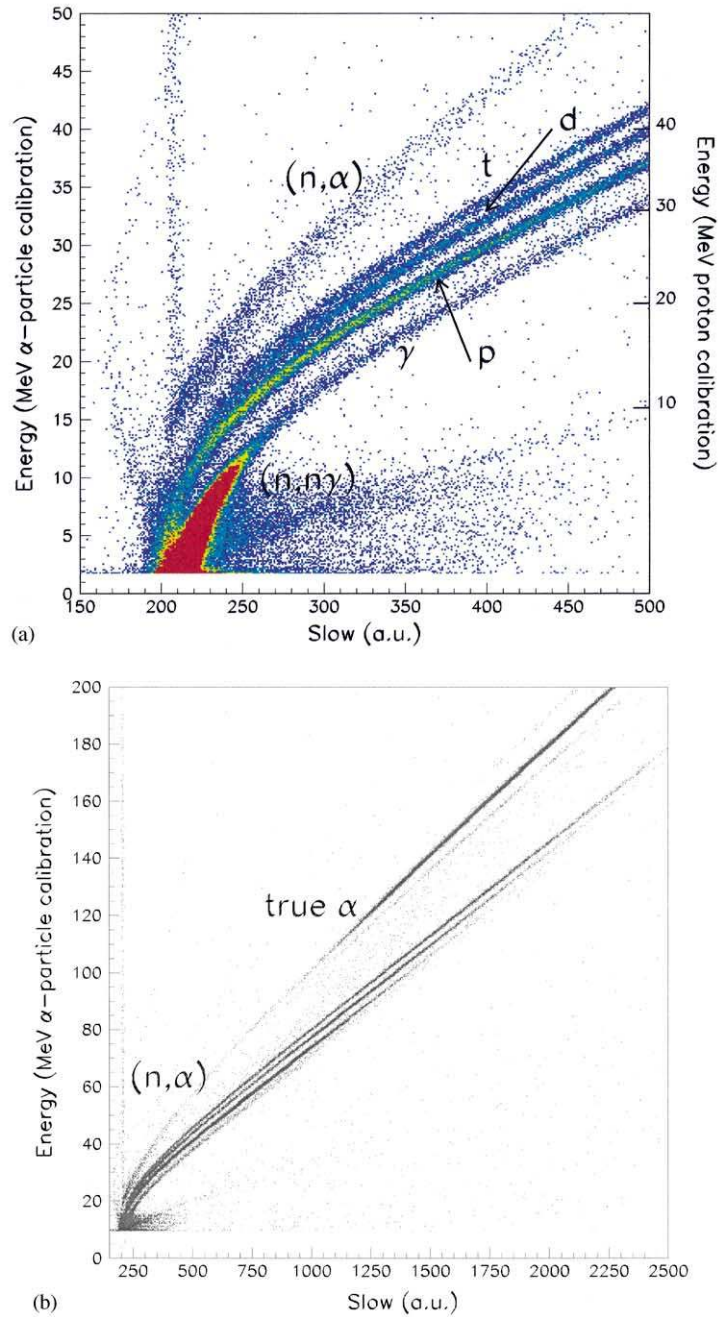 50
45
40
35
30
25
20
15
10
5
0
Energy (MeV α−particle calibration)
(n,α)
t
d
γ
p
(n,nγ)
40
30
20
10
Energy (MeV proton calibration)
150 200 250 300 350 400 450 500
(a) Slow (a.u.)
200
180
160
140
120
100
80
60
40
20
0
Energy (MeV α−particle calibration)
true α
(n,α)
250 500 750 1000 1250 1500 1750 2000 2250 2500
(b) Slow (a.u.)